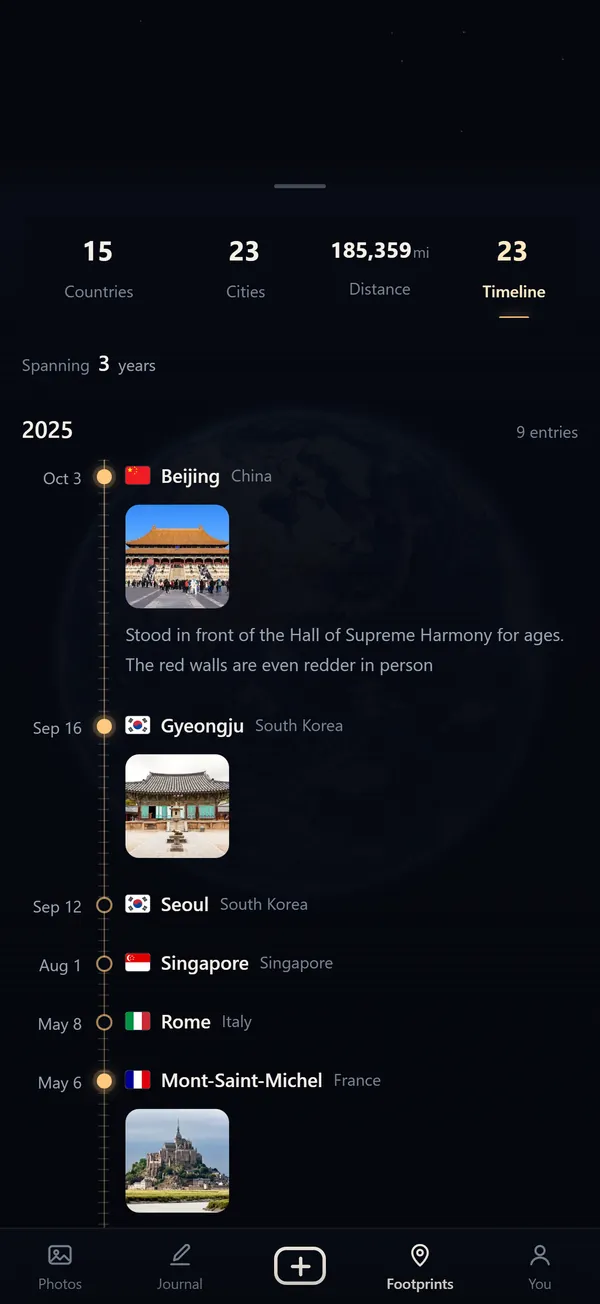 15
Countries
23
Cities
185,359 mi
Distance
23
Timeline
Spanning 3 years
2025
9 entries
Oct 3
Beijing China
Stood in front of the Hall of Supreme Harmony for ages.
The red walls are even redder in person
Sep 16
Gyeongju South Korea
Sep 12
Seoul South Korea
Aug 1
Singapore Singapore
May 8
Rome Italy
May 6
Mont-Saint-Michel France
Photos
Journal
Footprints
You